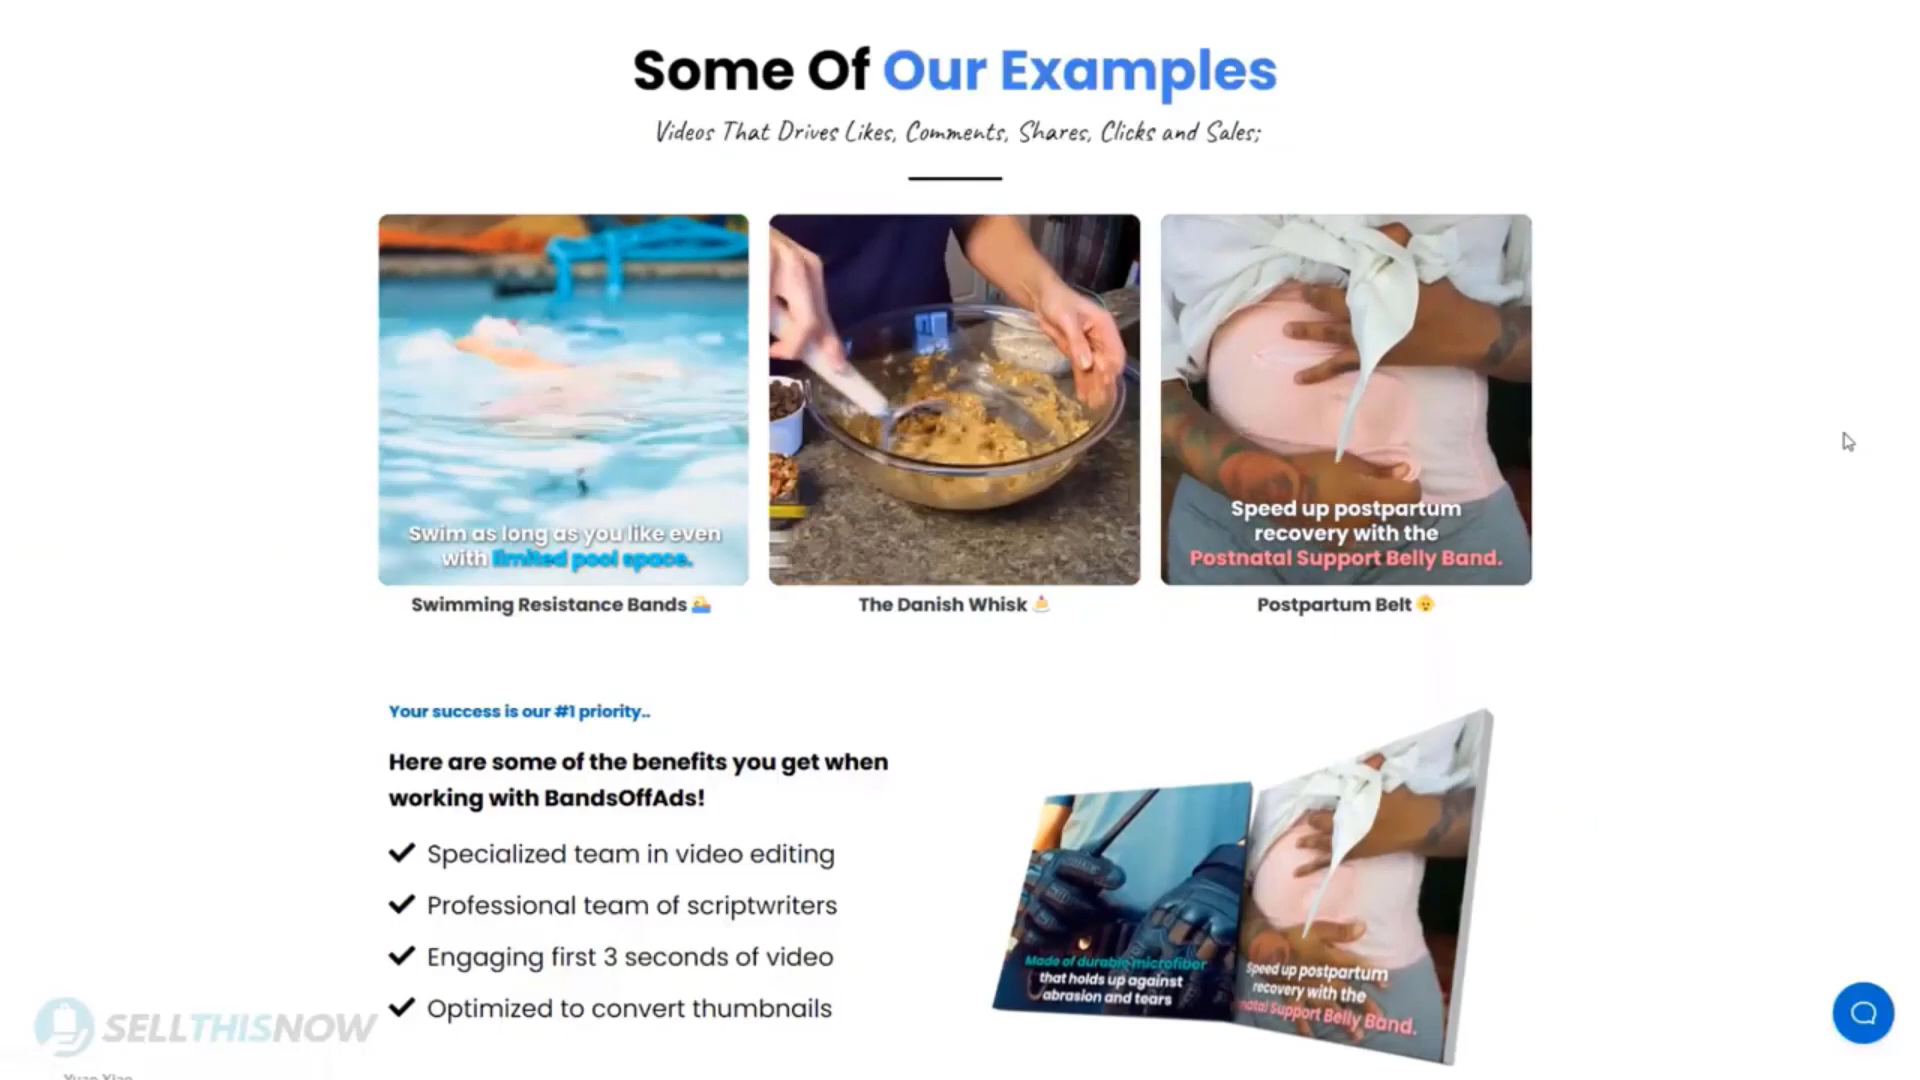 Some Of Our Examples
Videos That Drives Likes, Comments, Shares, Clicks and Sales;
Swim as long as you like even
with limited pool space.
Speed up postpartum
recovery with the
Postnatal Support Belly Band.
Swimming Resistance Bands
The Danish Whisk
Postpartum Belt
Your success is our #1 priority..
Here are some of the benefits you get when
working with BandsOffAds!
Specialized team in video editing
Professional team of scriptwriters
Engaging first 3 seconds of video
Optimized to convert thumbnails
Made of durable microfiber
that holds up against
abrasion and tears
Speed up postpartum
recovery with the
Support Belly Band.
SELLTHISNOW